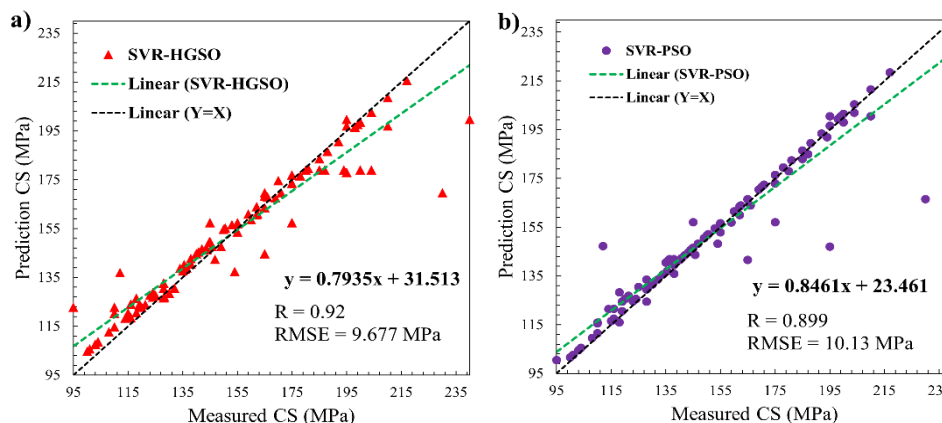 a)
SVR-HGSO
Linear (SVR-HGSO)
Linear (Y=X)
y = 0.7935x + 31.513
R = 0.92
RMSE = 9.677 MPa
Prediction CS (MPa)
235
215
195
175
155
135
115
95
95 115 135 155 175 195 215 235
Measured CS (MPa)
b)
SVR-PSO
Linear (SVR-PSO)
Linear (Y=X)
y = 0.8461x + 23.461
R = 0.899
RMSE = 10.13 MPa
Prediction CS (MPa)
235
215
195
175
155
135
115
95
95 115 135 155 175 195 215 235
Measured CS (MPa)